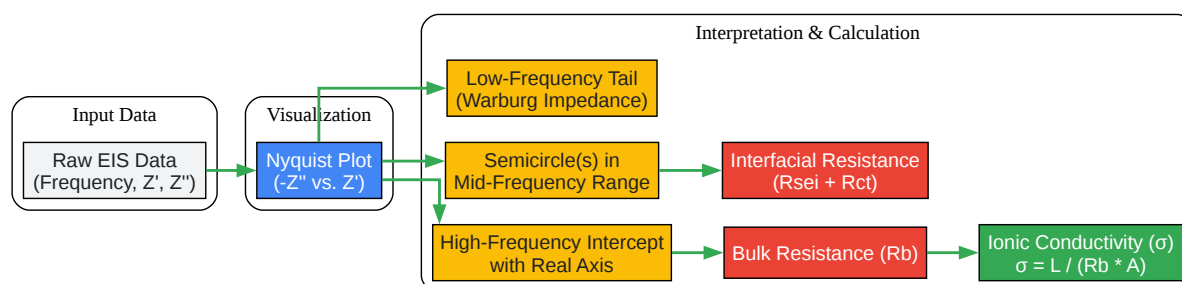 Interpretation & Calculation
Low-Frequency Tail
(Warburg Impedance)
Input Data
Visualization
Raw EIS Data
(Frequency, Z', Z'')
Nyquist Plot
(-Z'' vs. Z')
Semicircle(s) in
Mid-Frequency Range
Interfacial Resistance
(Rsei + Rct)
High-Frequency Intercept
with Real Axis
Bulk Resistance (Rb)
Ionic Conductivity (σ)
σ = L / (Rb * A)